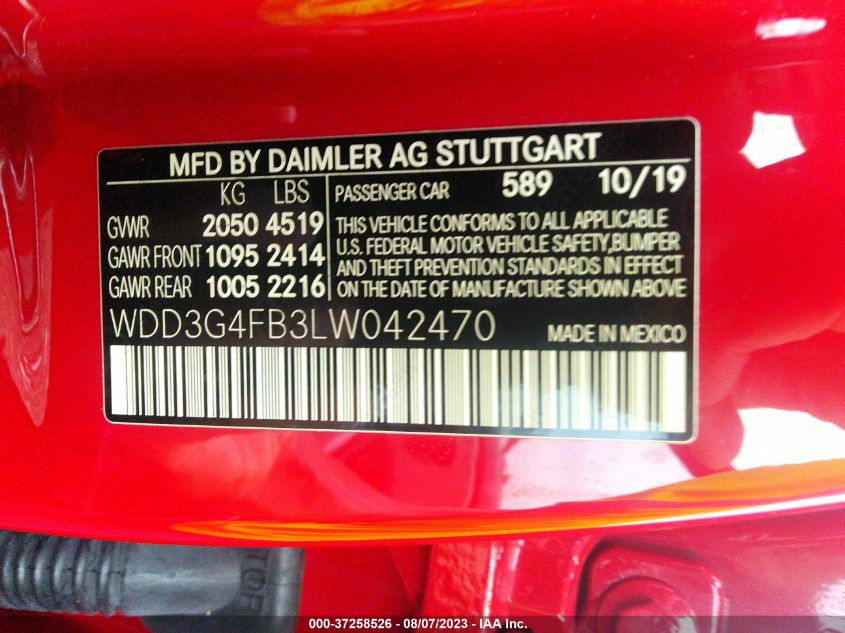 MFD BY DAIMLER AG STUTTGART
KG LBS
GVWR 2050 4519
GAWR FRONT 1095 2414
GAWR REAR 1005 2216
PASSENGER CAR 589 10/19
THIS VEHICLE CONFORMS TO ALL APPLICABLE
U.S. FEDERAL MOTOR VEHICLE SAFETY,BUMPER
AND THEFT PREVENTION STANDARDS IN EFFECT
ON THE DATE OF MANUFACTURE SHOWN ABOVE
WDD3G4FB3LW042470 MADE IN MEXICO
TOP
000-37258526 - 08/07/2023 - IAA Inc.